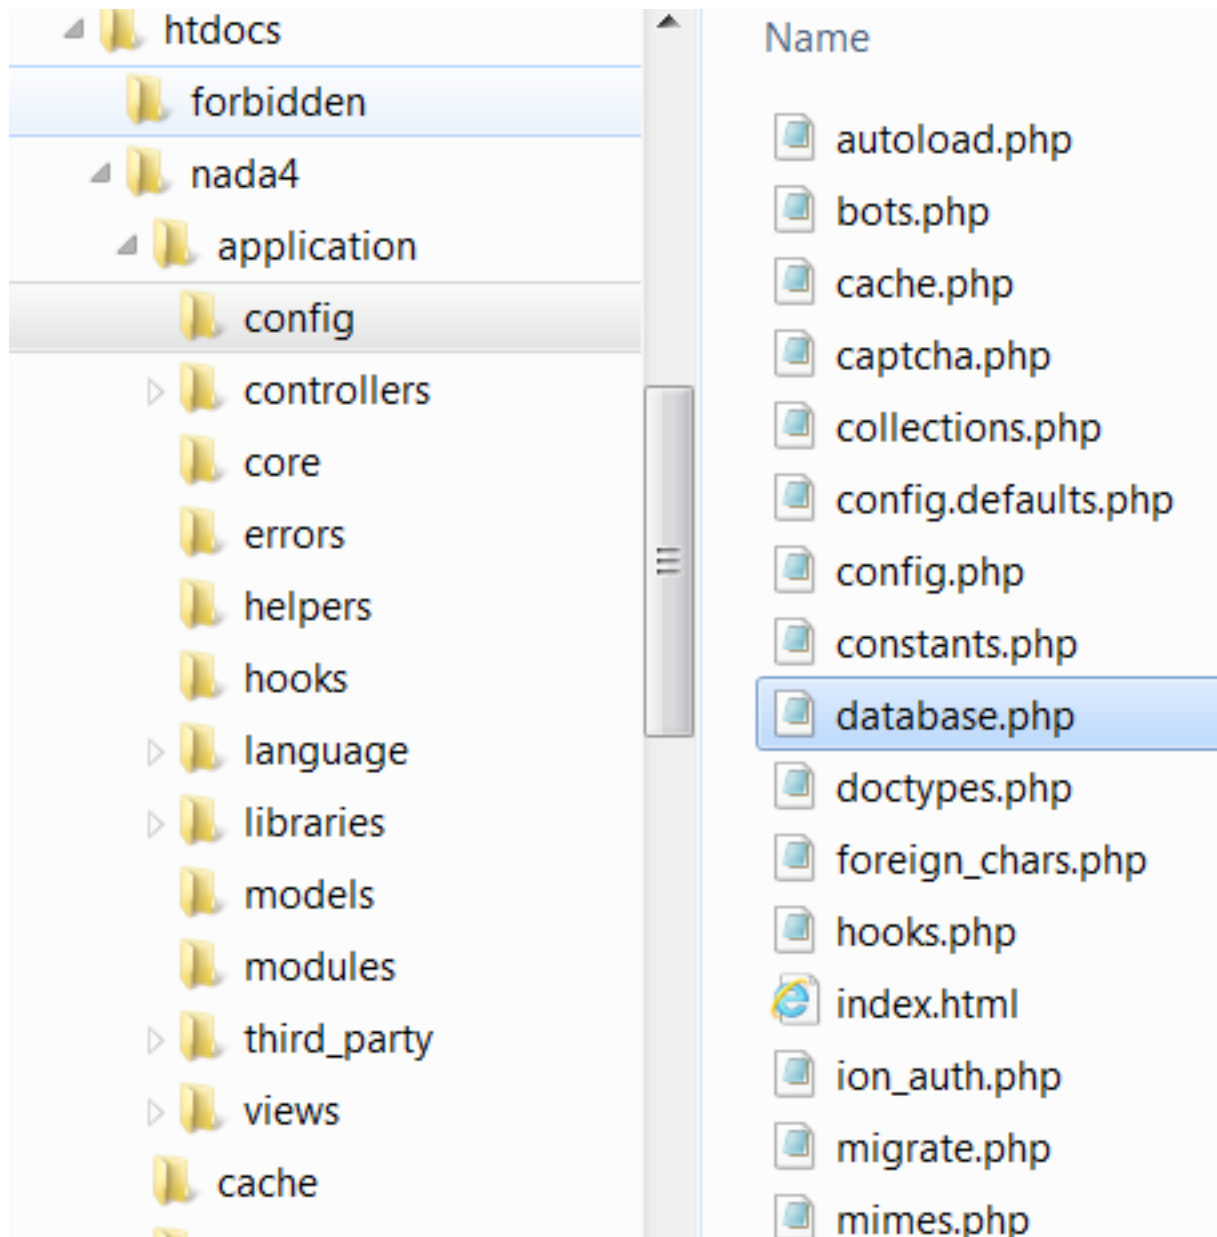 htdocs
forbidden
nada4
application
config
controllers
core
errors
helpers
hooks
language
libraries
models
modules
third_party
views
cache
Name
autoload.php
bots.php
cache.php
captcha.php
collections.php
config.defaults.php
config.php
constants.php
database.php
doctypes.php
foreign_chars.php
hooks.php
index.html
ion_auth.php
migrate.php
mimes.php